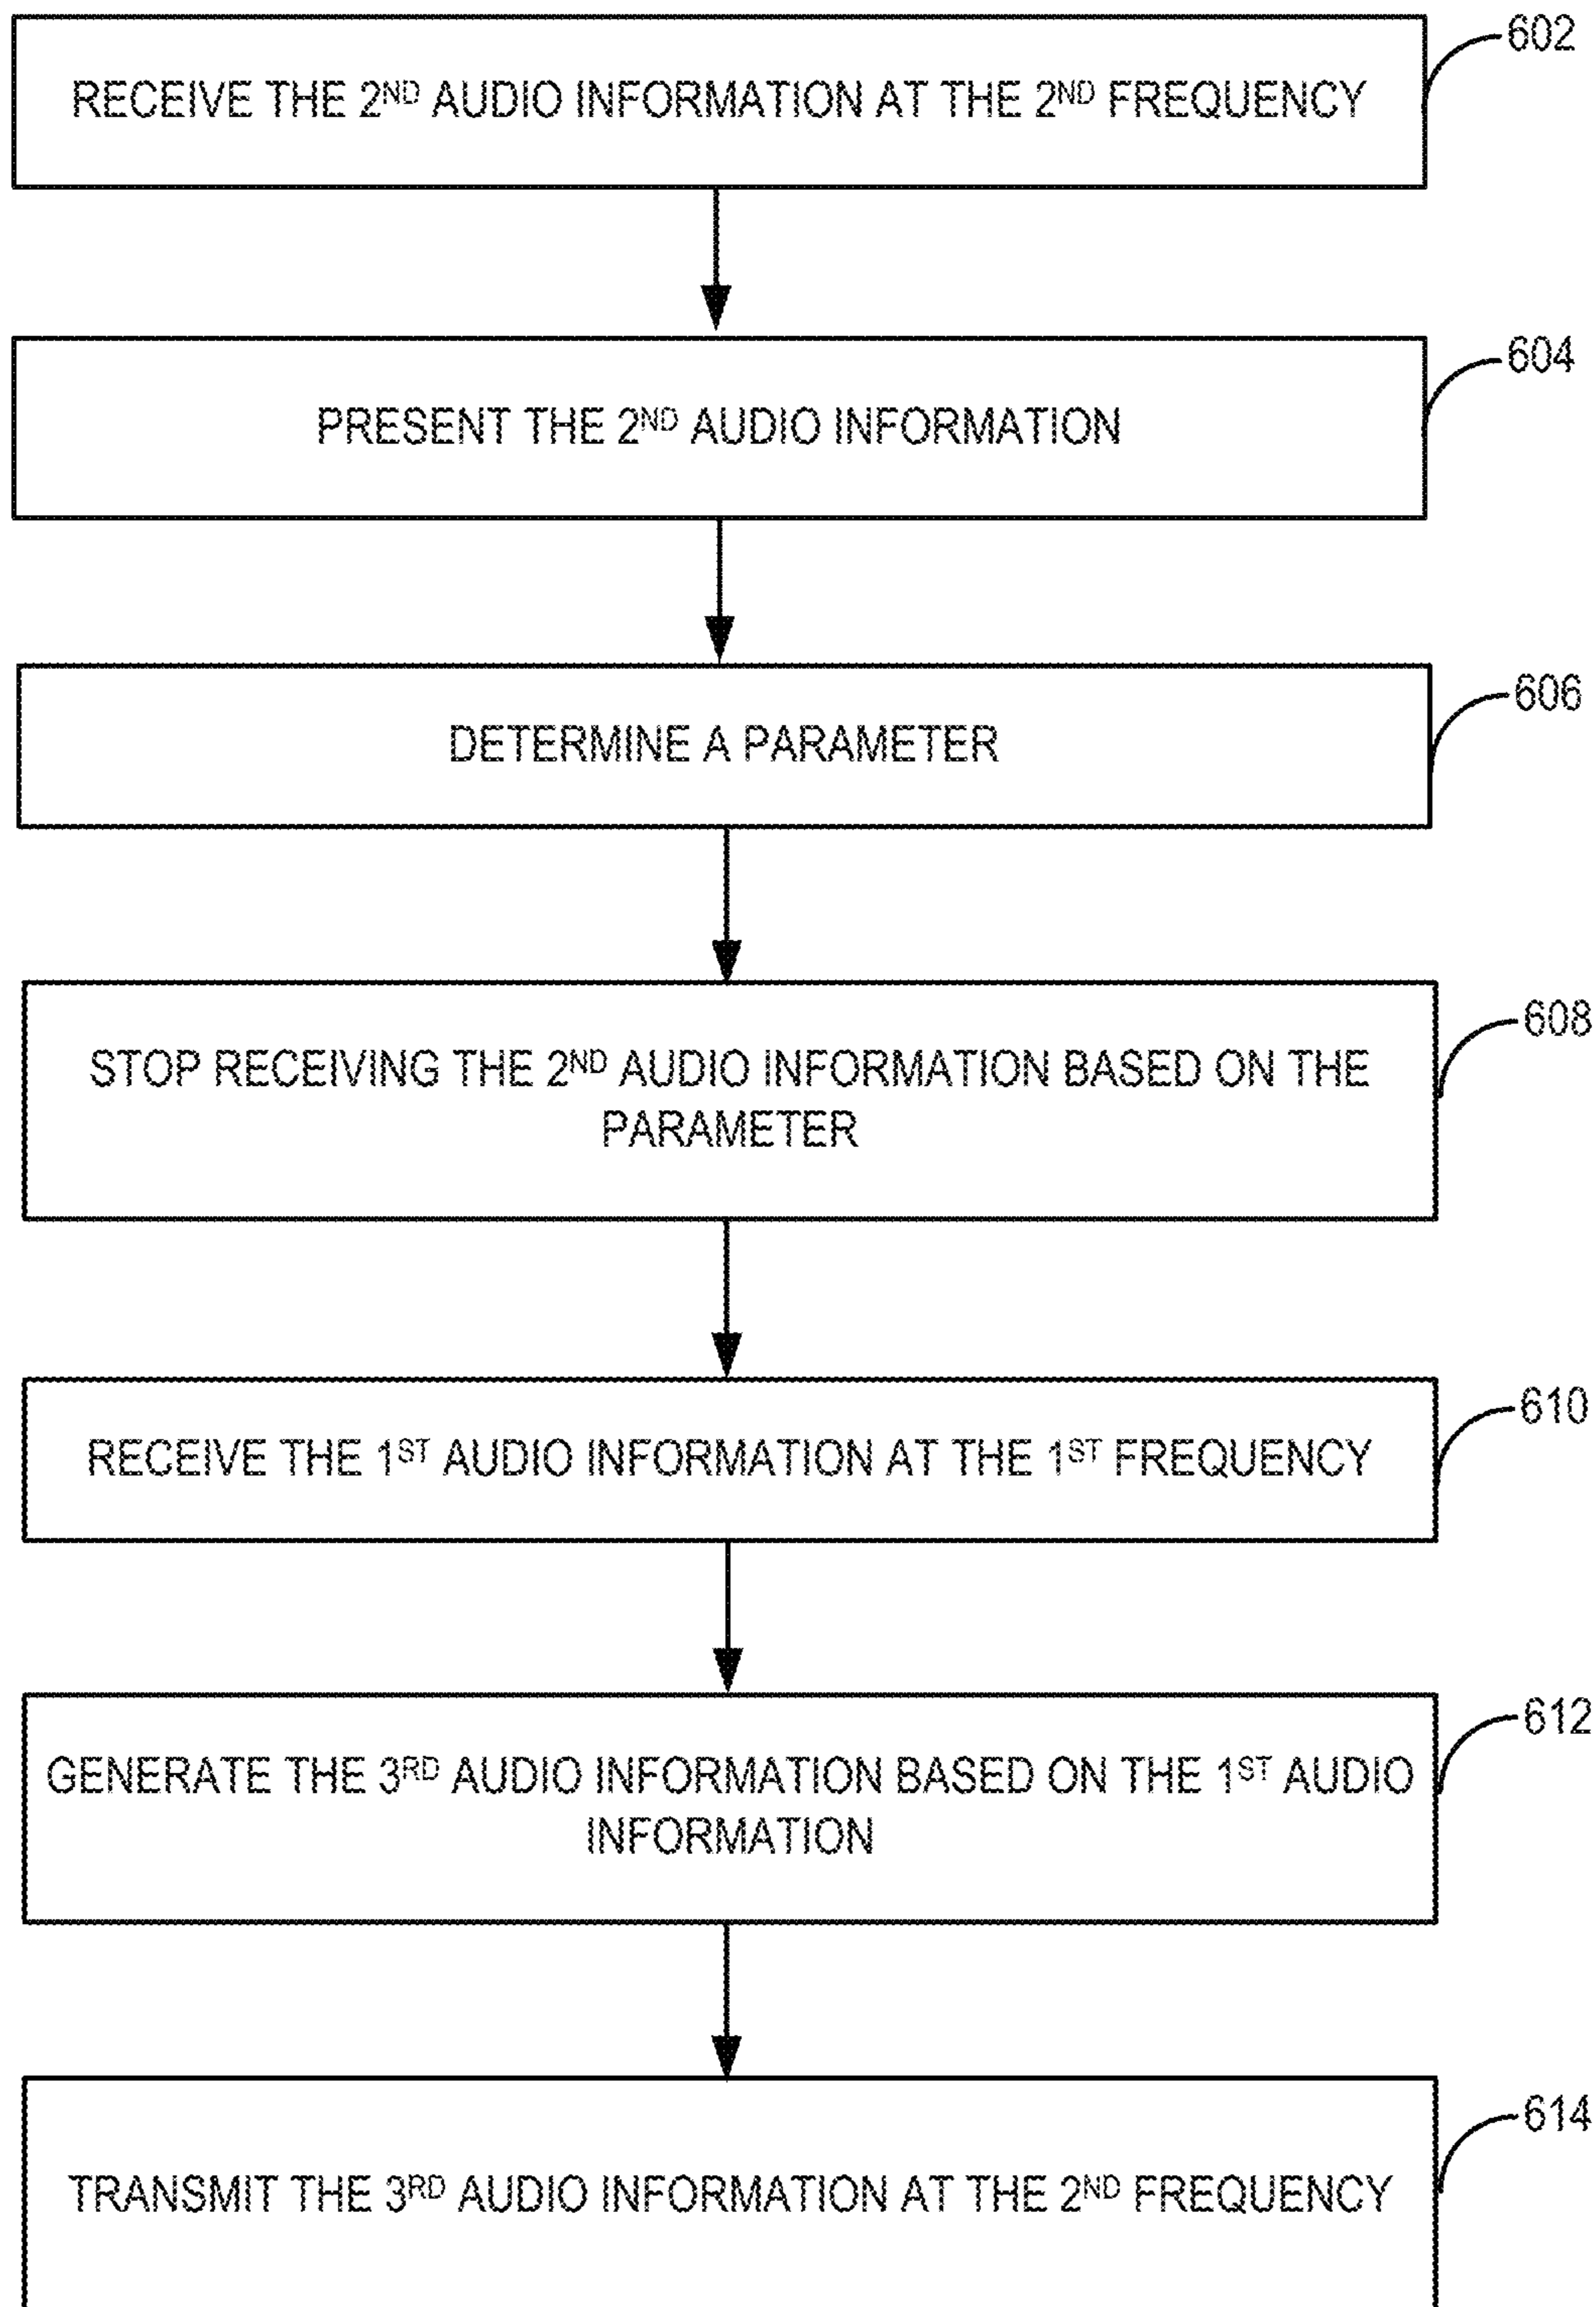 602
RECEIVE THE 2ND AUDIO INFORMATION AT THE 2ND FREQUENCY
604
PRESENT THE 2ND AUDIO INFORMATION
606
DETERMINE A PARAMETER
608
STOP RECEIVING THE 2ND AUDIO INFORMATION BASED ON THE
PARAMETER
610
RECEIVE THE 1ST AUDIO INFORMATION AT THE 1ST FREQUENCY
612
GENERATE THE 3RD AUDIO INFORMATION BASED ON THE 1ST AUDIO
INFORMATION
614
TRANSMIT THE 3RD AUDIO INFORMATION AT THE 2ND FREQUENCY